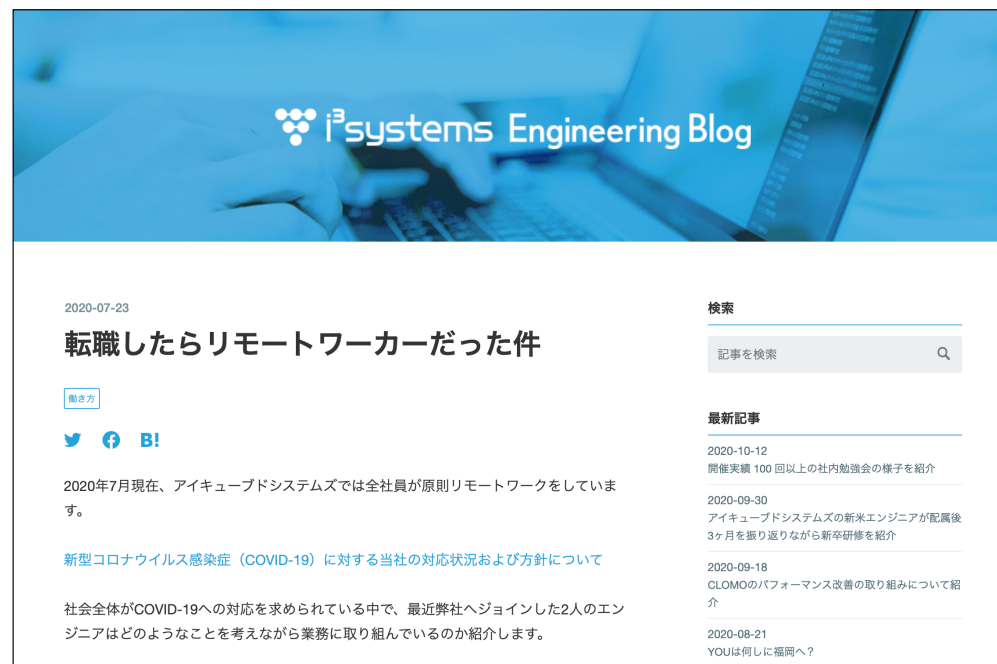 i³systems Engineering Blog
2020-07-23
転職したらリモートワーカーだった件
働き方
B!
2020年7月現在、アイキューブドシステムズでは全社員が原則リモートワークをしていま
す。
新型コロナウイルス感染症（COVID-19）に対する当社の対応状況および方針について
社会全体がCOVID-19への対応を求められている中で、最近弊社へジョインした2人のエン
ジニアはどのようなことを考えながら業務に取り組んでいるのか紹介します。
検索
記事を検索
最新記事
2020-10-12
開催実績 100 回以上の社内勉強会の様子を紹介
2020-09-30
アイキューブドシステムズの新米エンジニアが配属後
3ヶ月を振り返りながら新卒研修を紹介
2020-09-18
CLOMOのパフォーマンス改善の取り組みについて紹
介
2020-08-21
YOUは何しに福岡へ？